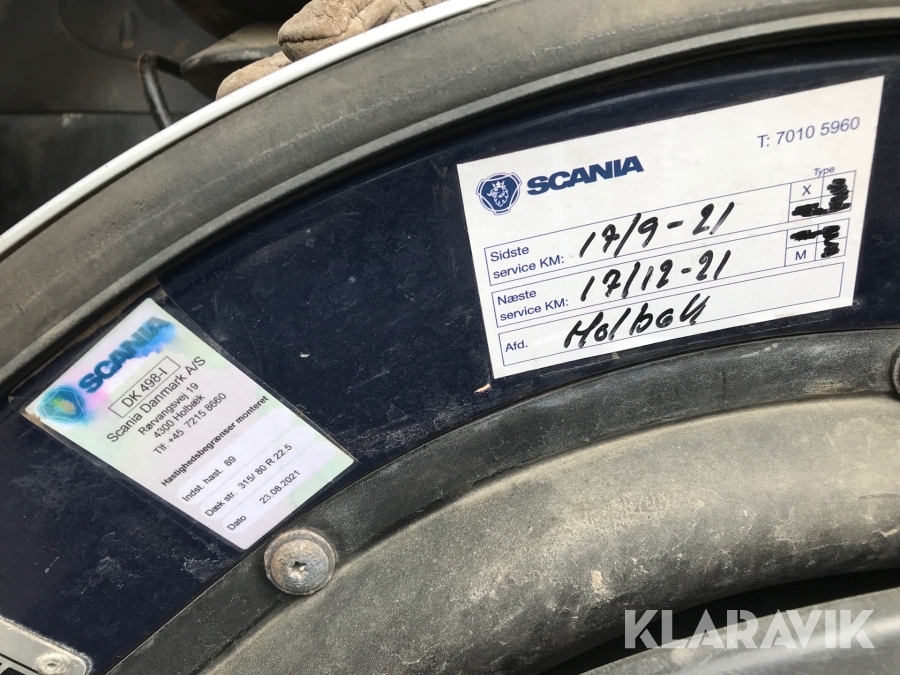 SCANIA
T: 7010 5960
Type
X
Sidste
service KM: 17/9-21
Næste
service KM: 17/12-21
M
Afd. Holbæk
SCANIA
DK 498-I
Scania Danmark A/S
Rørvangsvej 19
4300 Holbæk
Tlf: +45 7215 8660
Hastighedsbegrænser monteret
Indst. hast. 89
Dæk str. 315/ 80 R 22.5
Dato 23.08.2021
KLARAVIK